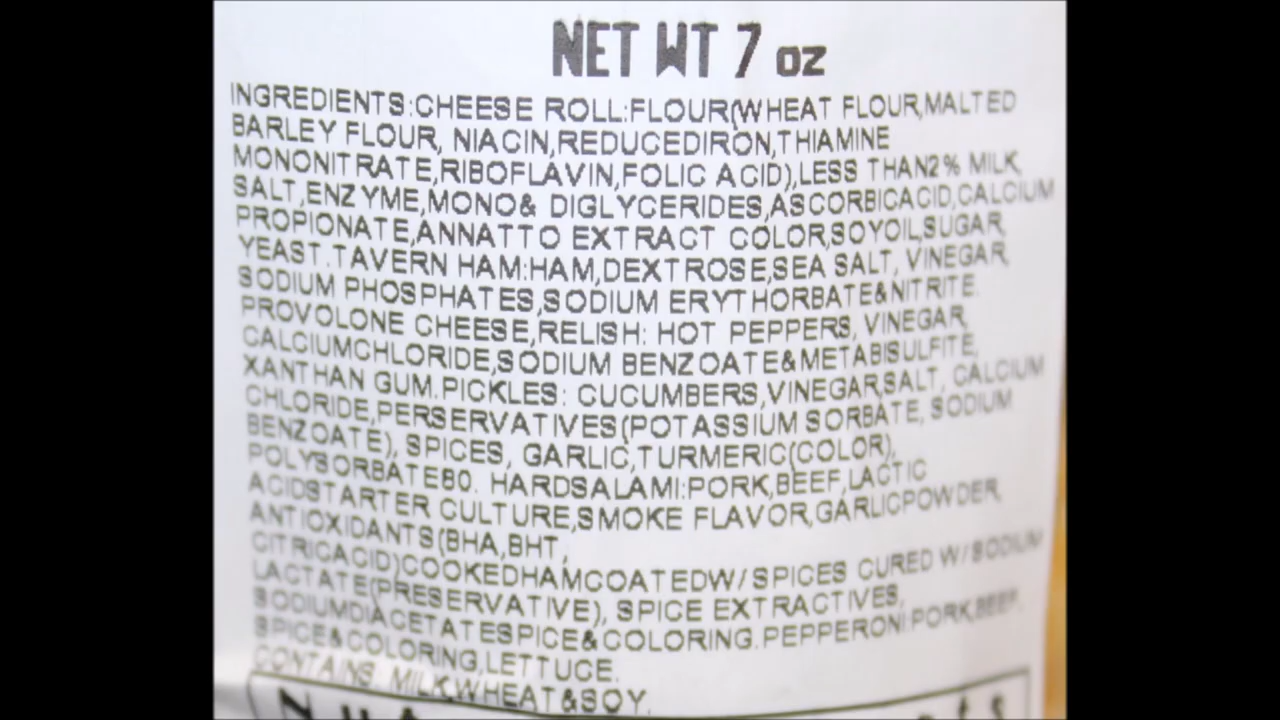 NET WT 7 oz
INGREDIENTS:CHEESE ROLL:FLOUR(WHEAT FLOUR,MALTED
BARLEY FLOUR, NIACIN,REDUCEDIRON,THIAMINE
MONONITRATE,RIBOFLAVIN,FOLIC ACID),LESS THAN2% MILK,
SALT,ENZYME,MONO& DIGLYCERIDES,ASCORBICACID,CALCIUM
PROPIONATE,ANNATTO EXTRACT COLOR,SOYOIL,SUGAR,
YEAST.TAVERN HAM:HAM,DEXTROSE,SEA SALT, VINEGAR,
SODIUM PHOSPHATES,SODIUM ERYTHORBATE&NITRITE.
PROVOLONE CHEESE,RELISH: HOT PEPPERS, VINEGAR,
CALCIUMCHLORIDE,SODIUM BENZOATE&METABISULFITE,
XANTHAN GUM.PICKLES: CUCUMBERS,VINEGAR,SALT, CALCIUM
CHLORIDE,PERSERVATIVES(POTASSIUM SORBATE, SODIUM
BENZOATE), SPICES, GARLIC,TURMERIC(COLOR),
POLYSORBATE80. HARDSALAMI:PORK,BEEF,LACTIC
ACIDSTARTER CULTURE,SMOKE FLAVOR,GARLICPOWDER,
ANTIOXIDANTS(BHA,BHT,
CITRICACID)COOKEDHAMCOATEDW/SPICES CURED W/SODIUM
LACTATE(PRESERVATIVE), SPICE EXTRACTIVES,
SODIUMDIACETATESPICE&COLORING.PEPPERONI:PORK,BEEF,
SPICE&COLORING,LETTUCE.
CONTAINS: MILK,WHEAT&SOY.